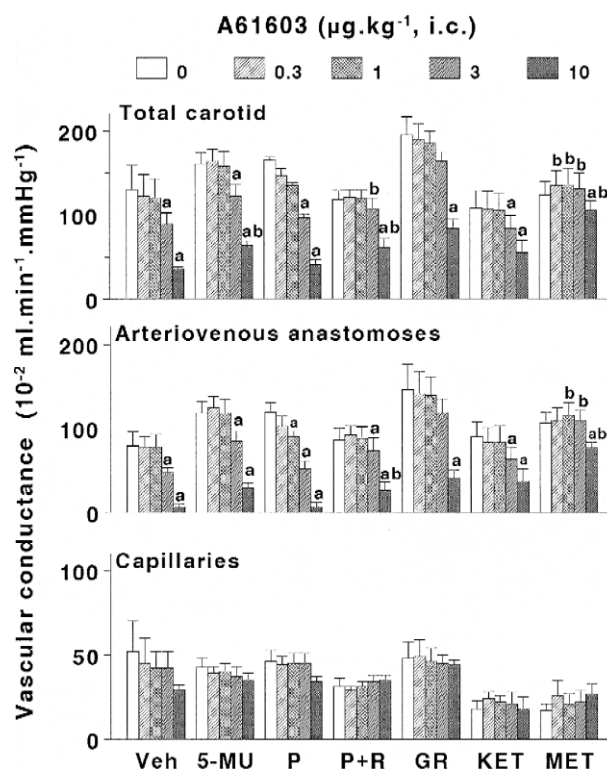 A61603 (µg.kg⁻¹, i.c.)
0 0.3 1 3 10
Vascular conductance (10⁻² ml.min⁻¹.mmHg⁻¹)
Total carotid
200
100
0
a a a ab a a b a a a b b b ab
Arteriovenous anastomoses
200
100
0
a a a a a a a a ab a a a b b ab
Capillaries
100
50
0
Veh 5-MU P P+R GR KET MET